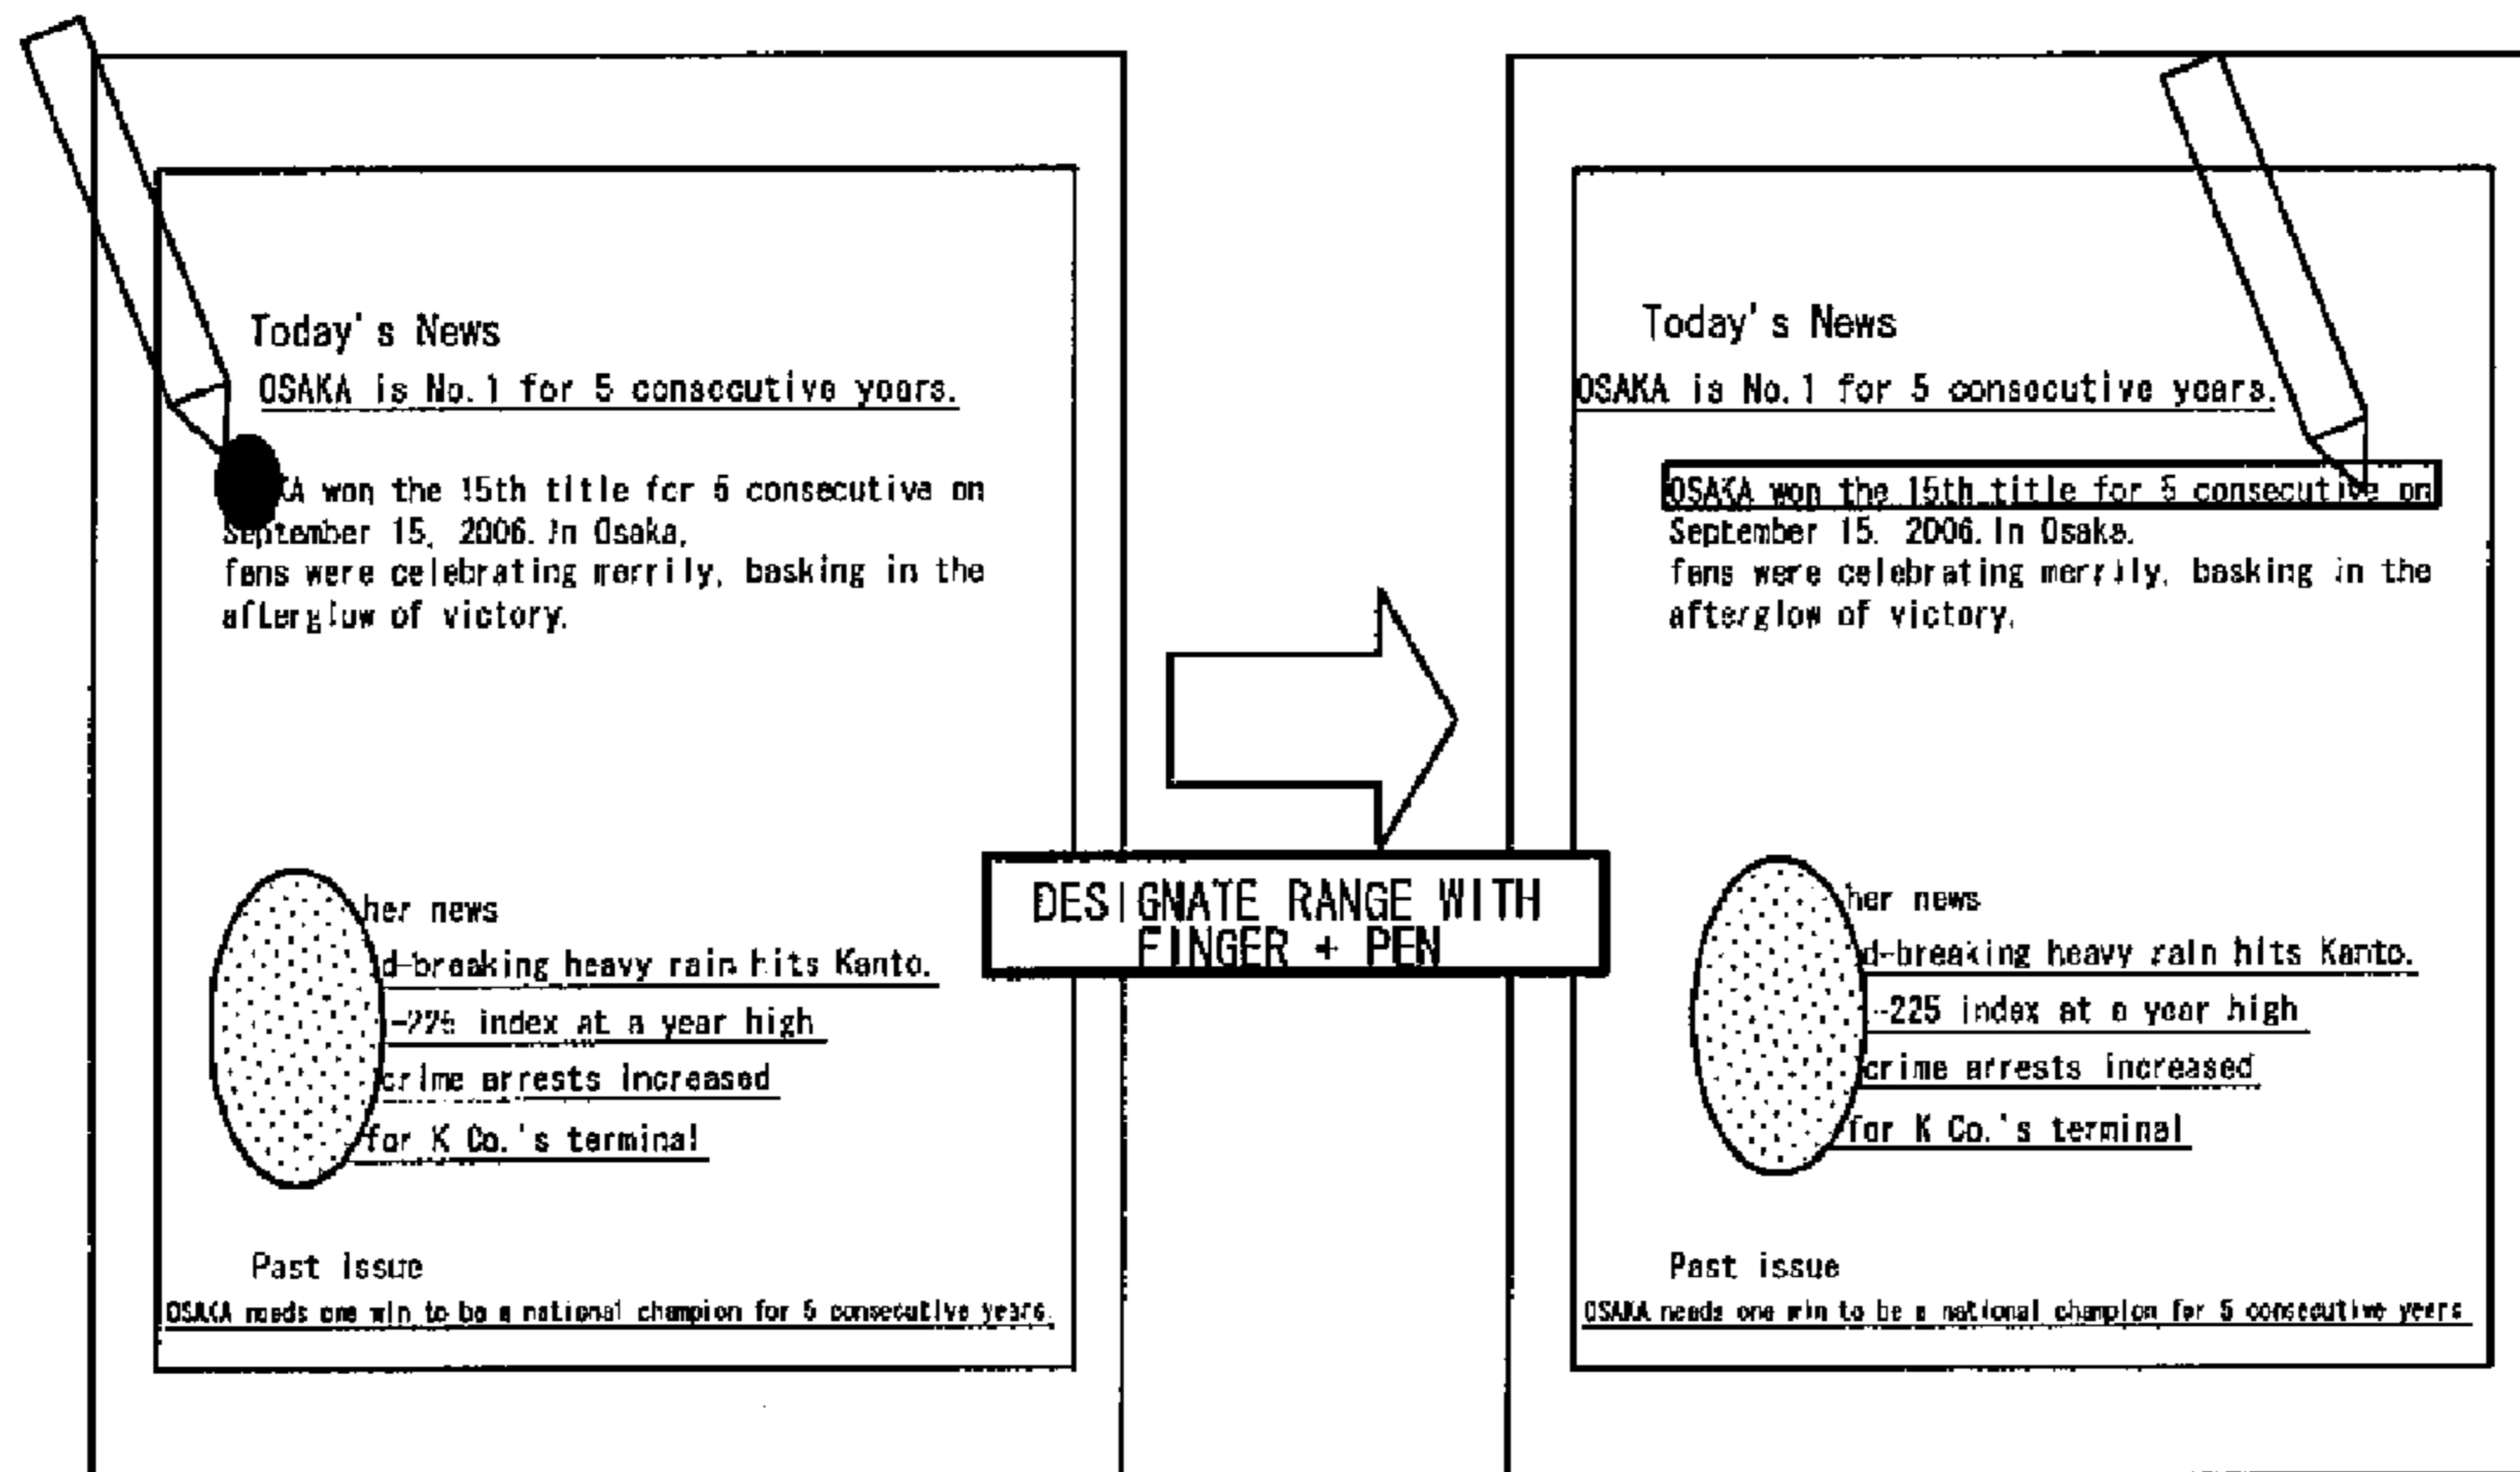 Today's News
OSAKA is No.1 for 5 consecutive years.
KA won the 15th title for 5 consecutive on
September 15, 2006. In Osaka,
fans were celebrating merrily, basking in the
afterglow of victory.
her news
d-breaking heavy rain hits Kanto.
-225 index at a year high
crime arrests increased
for K Co.'s terminal
Past issue
OSAKA needs one win to be a national champion for 5 consecutive years.
DESIGNATE RANGE WITH
FINGER + PEN
Today's News
OSAKA is No.1 for 5 consecutive years.
OSAKA won the 15th title for 5 consecutive on
September 15. 2006. In Osaka.
fans were celebrating merrily, basking in the
afterglow of victory.
her news
d-breaking heavy rain hits Kanto.
-225 index at a year high
crime arrests increased
for K Co.'s terminal
Past issue
OSAKA needs one win to be a national champion for 5 consecutive years